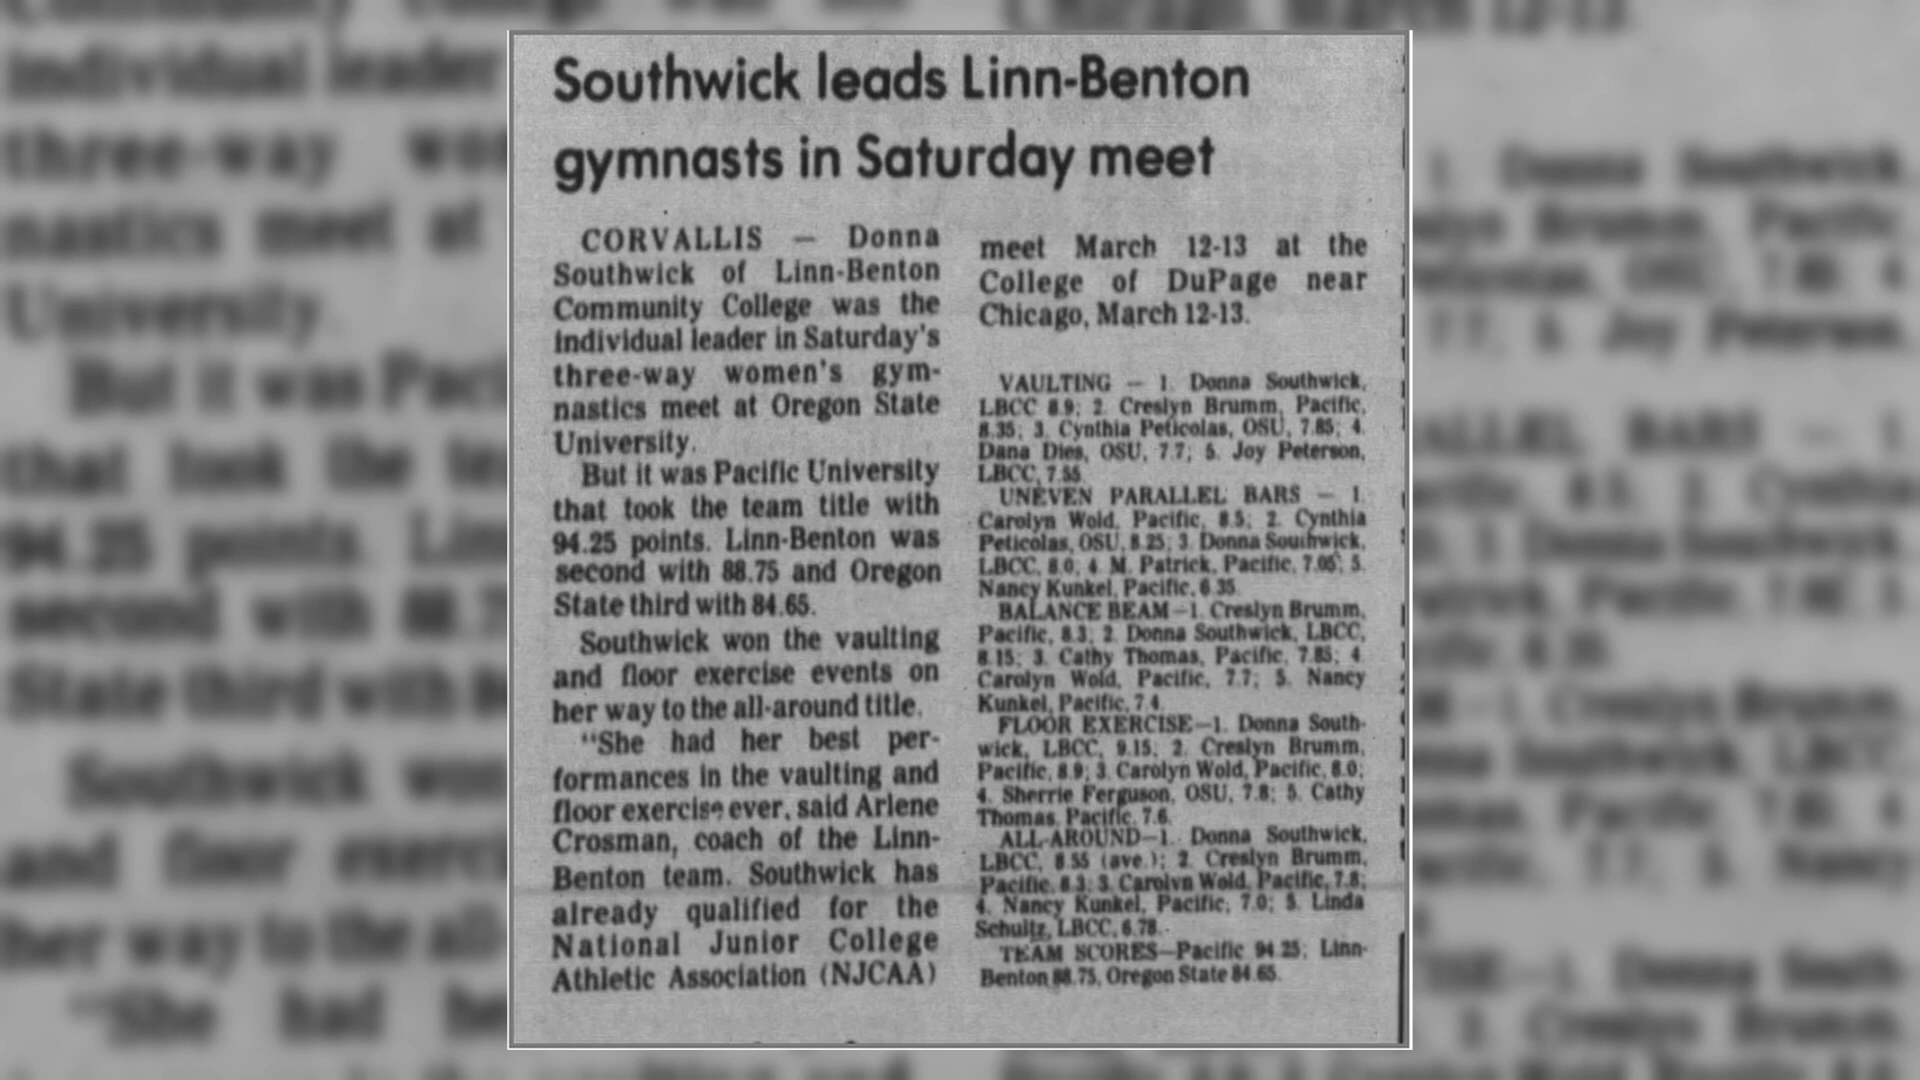 Southwick leads Linn-Benton
gymnasts in Saturday meet
CORVALLIS — Donna
Southwick of Linn-Benton
Community College was the
individual leader in Saturday's
three-way women's gym-
nastics meet at Oregon State
University.
But it was Pacific University
that took the team title with
94.25 points. Linn-Benton was
second with 88.75 and Oregon
State third with 84.65.
Southwick won the vaulting
and floor exercise events on
her way to the all-around title.
"She had her best per-
formances in the vaulting and
floor exercise ever, said Arlene
Crosman, coach of the Linn-
Benton team. Southwick has
already qualified for the
National Junior College
Athletic Association (NJCAA)
meet March 12-13 at the
College of DuPage near
Chicago, March 12-13.
VAULTING — 1. Donna Southwick,
LBCC 8.9; 2. Creslyn Brumm, Pacific,
8.35; 3. Cynthia Peticolas, OSU, 7.85; 4.
Dana Dies, OSU, 7.7; 5. Joy Peterson,
LBCC, 7.55
UNEVEN PARALLEL BARS — 1.
Carolyn Wold, Pacific, 8.5; 2. Cynthia
Peticolas, OSU, 8.25; 3. Donna Southwick,
LBCC, 8.0, 4. M. Patrick, Pacific, 7.05; 5.
Nancy Kunkel, Pacific, 6.35.
BALANCE BEAM—1. Creslyn Brumm,
Pacific, 8.3; 2. Donna Southwick, LBCC,
8.15; 3. Cathy Thomas, Pacific, 7.85; 4.
Carolyn Wold, Pacific, 7.7; 5. Nancy
Kunkel, Pacific, 7.4.
FLOOR EXERCISE—1. Donna South-
wick, LBCC, 9.15; 2. Creslyn Brumm,
Pacific, 8.9; 3. Carolyn Wold, Pacific, 8.0;
4. Sherrie Ferguson, OSU, 7.8; 5. Cathy
Thomas, Pacific, 7.6.
ALL-AROUND—1. Donna Southwick,
LBCC, 8.55 (ave.); 2. Creslyn Brumm,
Pacific, 8.3; 3. Carolyn Wold, Pacific, 7.8;
4. Nancy Kunkel, Pacific, 7.0; 5. Linda
Schultz, LBCC, 6.78.
TEAM SCORES—Pacific 94.25; Linn-
Benton 88.75, Oregon State 84.65.